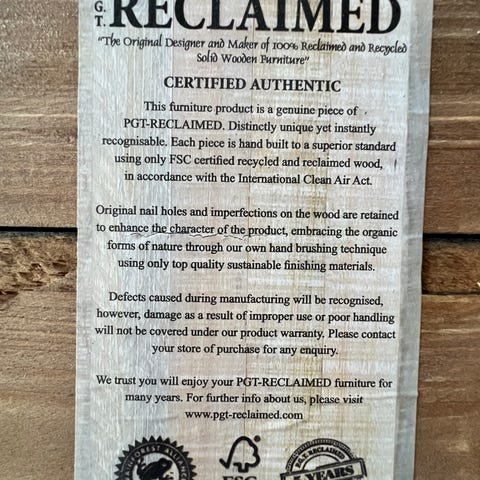 G.
T. RECLAIMED
"The Original Designer and Maker of 100% Reclaimed and Recycled
Solid Wooden Furniture"
CERTIFIED AUTHENTIC
This furniture product is a genuine piece of
PGT-RECLAIMED. Distinctly unique yet instantly
recognisable. Each piece is hand built to a superior standard
using only FSC certified recycled and reclaimed wood,
in accordance with the International Clean Air Act.
Original nail holes and imperfections on the wood are retained
to enhance the character of the product, embracing the organic
forms of nature through our own hand brushing technique
using only top quality sustainable finishing materials.
Defects caused during manufacturing will be recognised,
however, damage as a result of improper use or poor handling
will not be covered under our product warranty. Please contact
your store of purchase for any enquiry.
We trust you will enjoy your PGT-RECLAIMED furniture for
many years. For further info about us, please visit
www.pgt-reclaimed.com
RAINFOREST ALLIANCE
FSC
P.G.T. RECLAIMED
5 YEARS